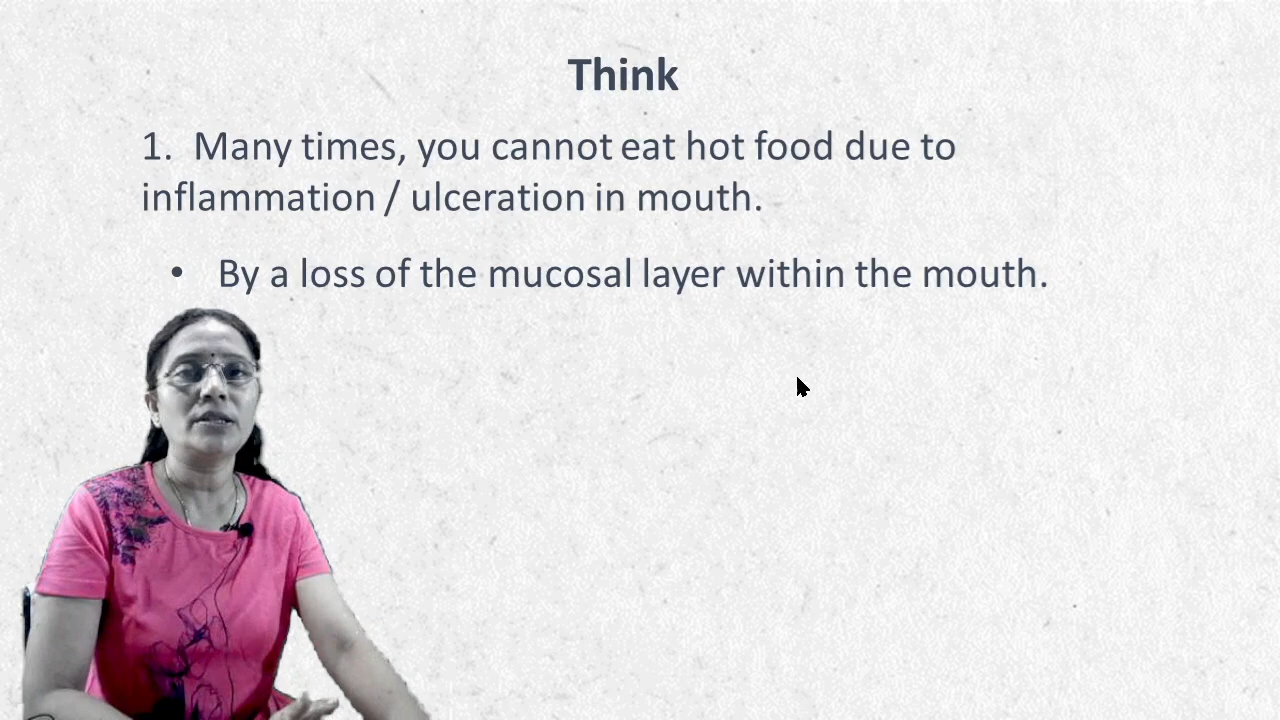 Think
1. Many times, you cannot eat hot food due to
inflammation / ulceration in mouth.
• By a loss of the mucosal layer within the mouth.